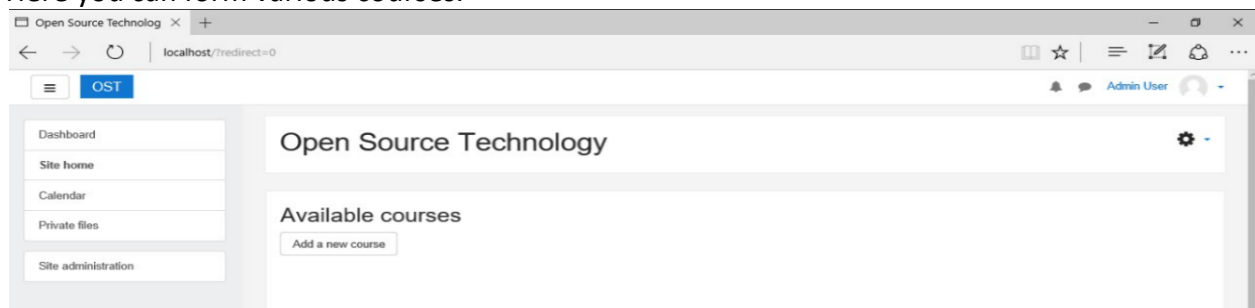 Here you can form various courses.
Open Source Technolog
localhost/?redirect=0
OST
Admin User
Dashboard
Site home
Calendar
Private files
Site administration
Open Source Technology
Available courses
Add a new course